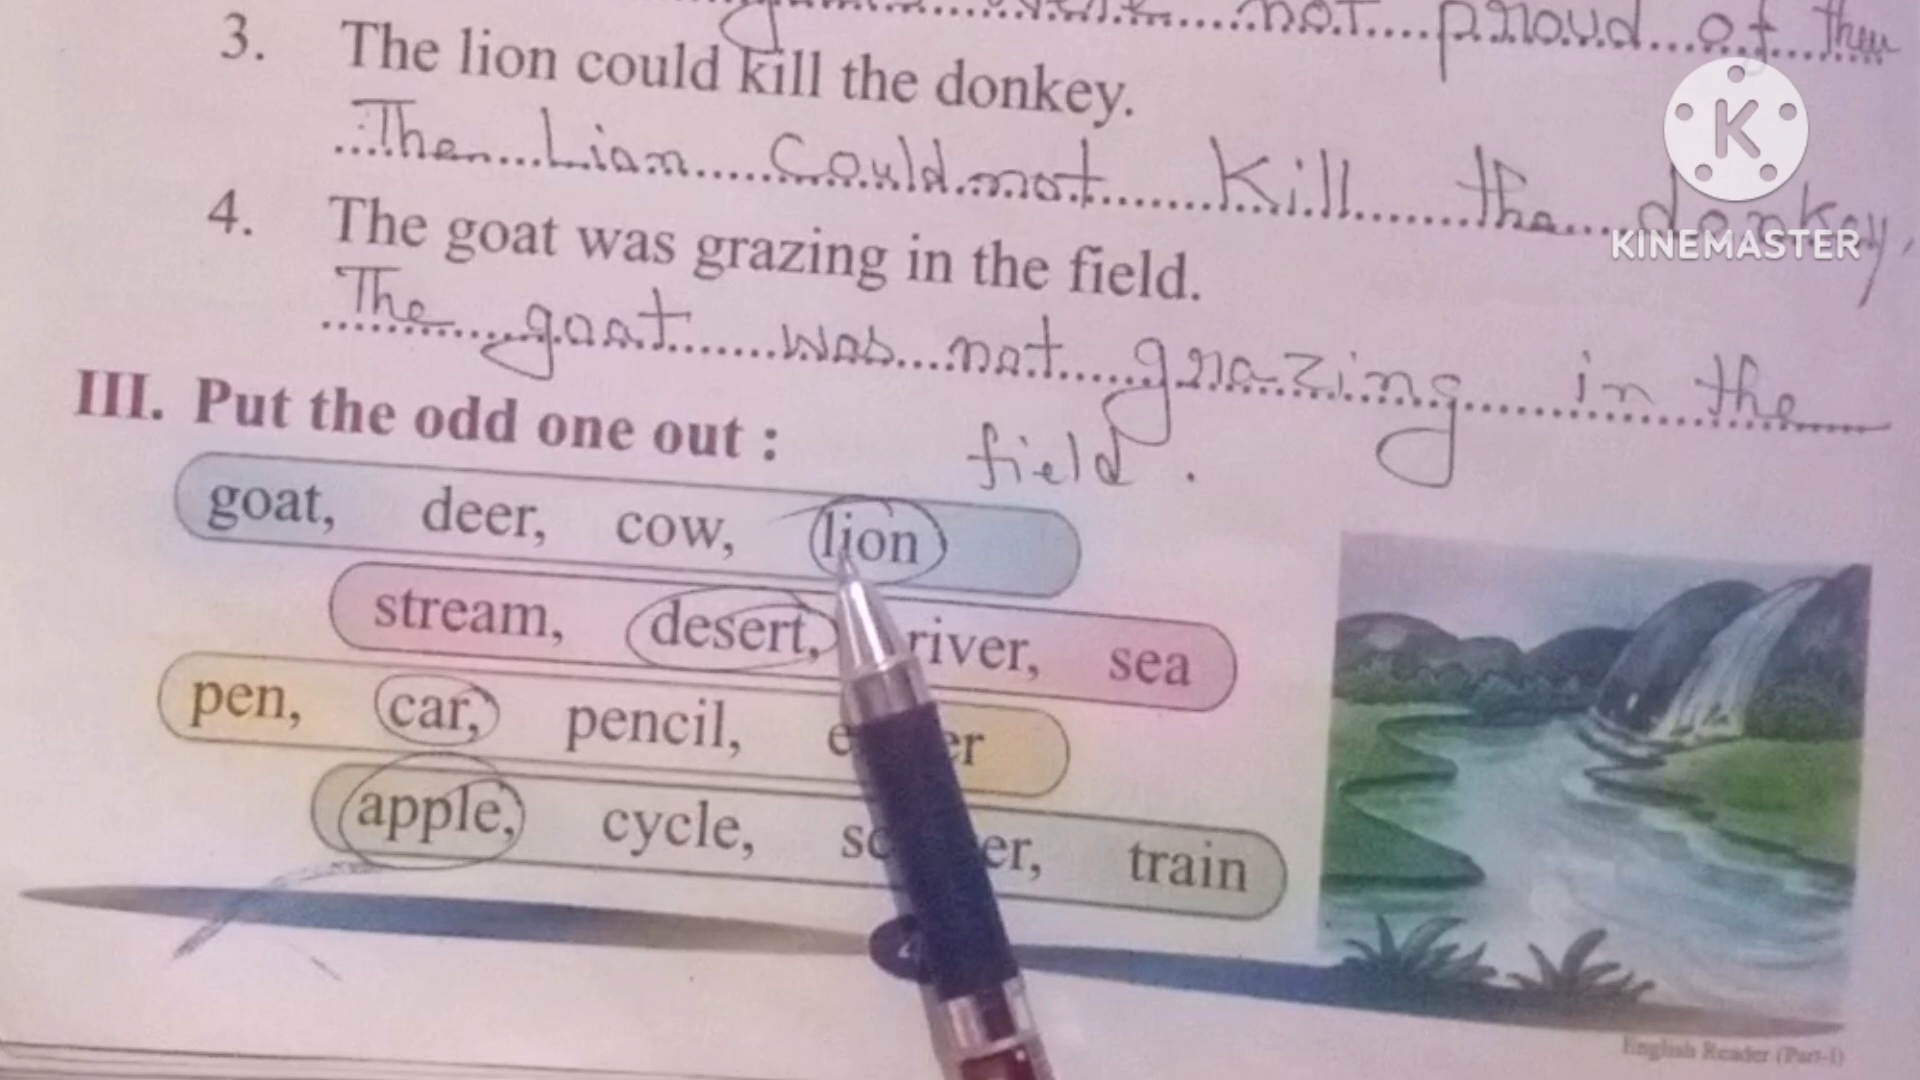 not proud of
3. The lion could kill the donkey.
The Lion Could not Kill the donkey.
4. The goat was grazing in the field.
The goat was not grazing in the
field.
III. Put the odd one out :
goat, deer, cow, lion
stream, desert, river, sea
pen, car, pencil,
apple, cycle, train
English Reader (Part-I)
KINEMASTER